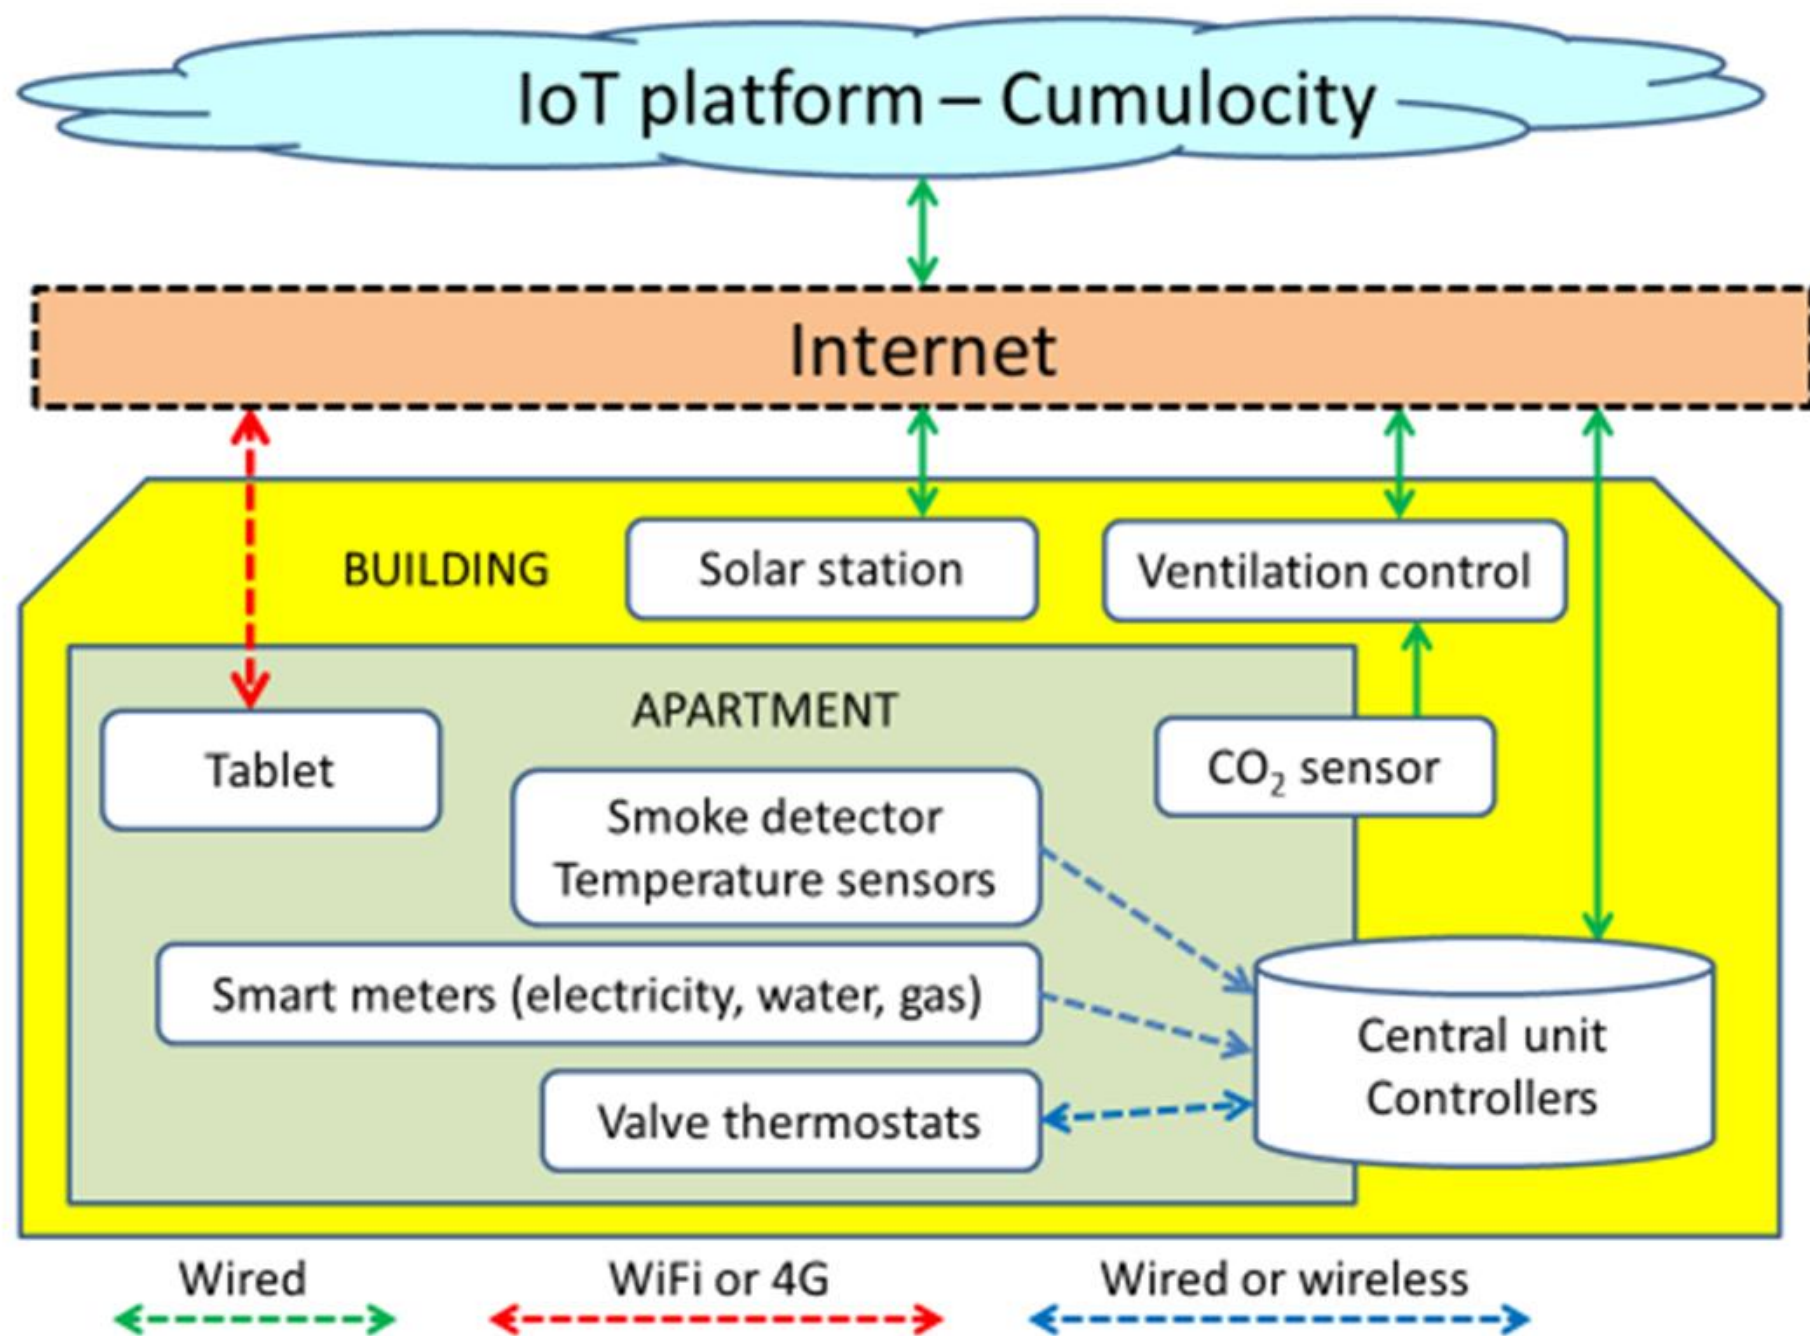 IoT platform – Cumulocity
Internet
BUILDING
Solar station
Ventilation control
APARTMENT
Tablet
CO₂ sensor
Smoke detector
Temperature sensors
Smart meters (electricity, water, gas)
Central unit
Controllers
Valve thermostats
Wired
WiFi or 4G
Wired or wireless